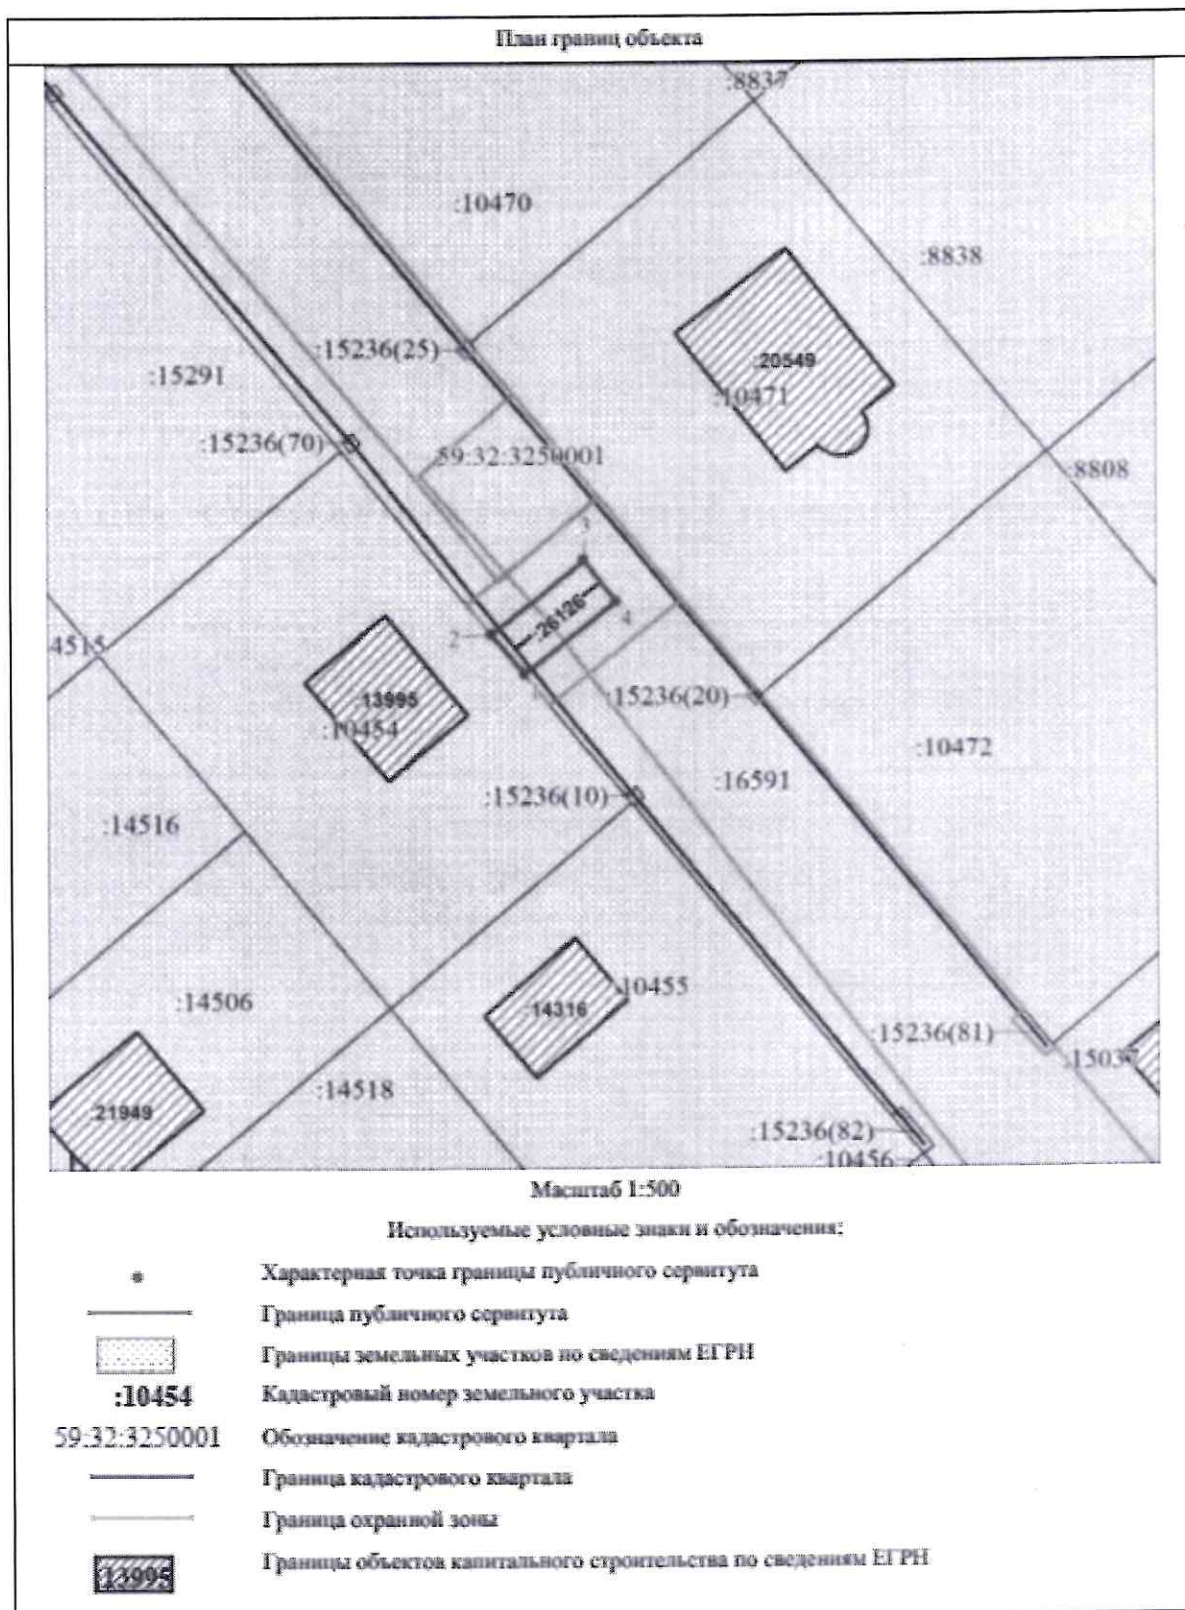 План границ объекта
:8837
:10470
:8838
:15236(25)
:20549
:15291
:10471
:15236(70)
59:32:3250001
:8808
3
:26126
4
2
4515
1
13995
:15236(20)
:10454
:10472
:16591
:15236(10)
:14516
10455
:14506
14316
:15236(81)
:15037
:14518
21949
:15236(82)
:10456
Масштаб 1:500
Используемые условные знаки и обозначения:
Характерная точка границы публичного сервитута
Граница публичного сервитута
Границы земельных участков по сведениям ЕГРН
:10454 Кадастровый номер земельного участка
59:32:3250001 Обозначение кадастрового квартала
Граница кадастрового квартала
Граница охранной зоны
:13995 Границы объектов капитального строительства по сведениям ЕГРН